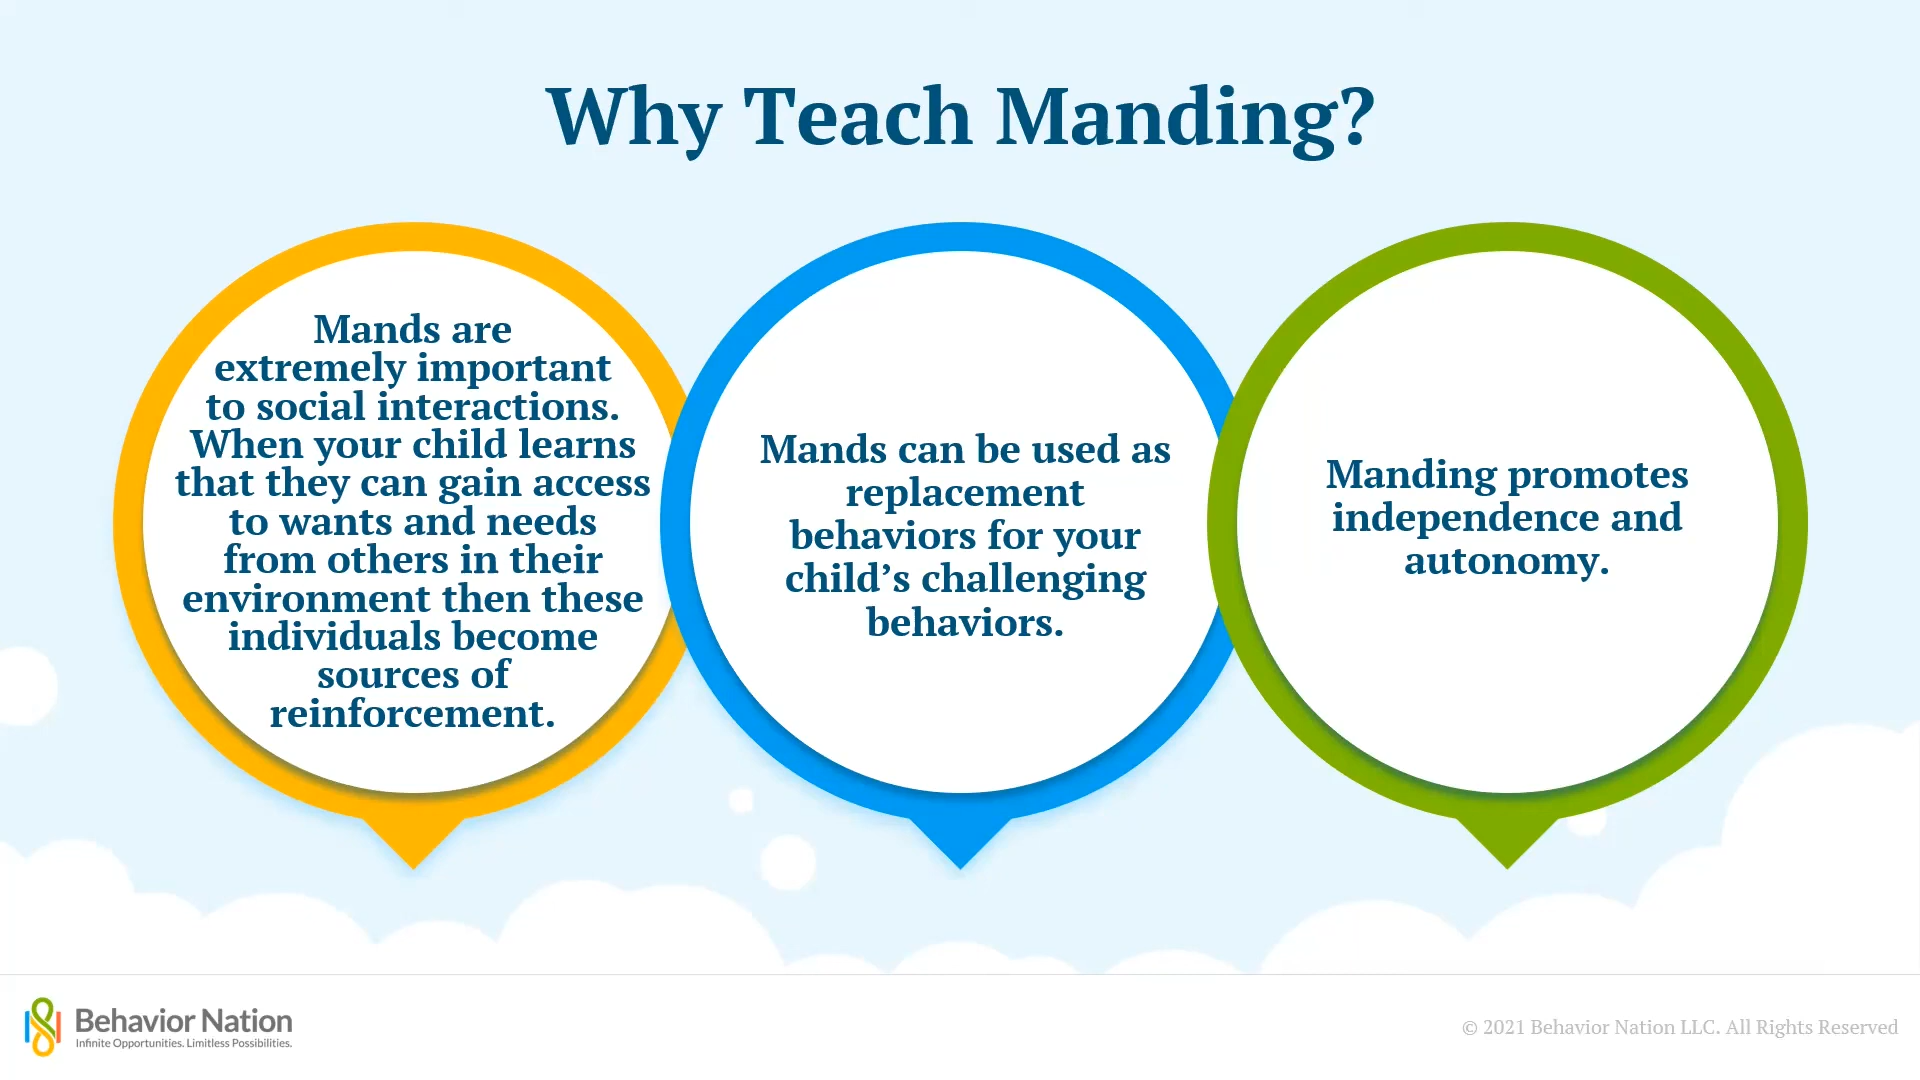 Why Teach Manding?
Mands are
extremely important
to social interactions.
When your child learns
that they can gain access
to wants and needs
from others in their
environment then these
individuals become
sources of
reinforcement.
Mands can be used as
replacement
behaviors for your
child’s challenging
behaviors.
Manding promotes
independence and
autonomy.
Behavior Nation
Infinite Opportunities. Limitless Possibilities.
© 2021 Behavior Nation LLC. All Rights Reserved